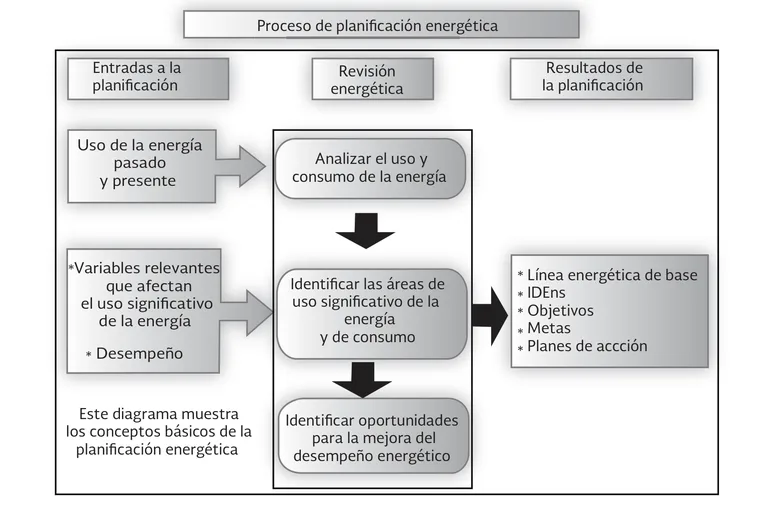 Proceso de planificación energética
Entradas a la
planificación
Revisión
energética
Resultados de
la planificación
Uso de la energía
pasado
y presente
Analizar el uso y
consumo de la energía
*Variables relevantes
que afectan
el uso significativo
de la energía
* Desempeño
Identificar las áreas de
uso significativo de la
energía
y de consumo
* Línea energética de base
* IDEns
* Objetivos
* Metas
* Planes de accción
Este diagrama muestra
los conceptos básicos de la
planificación energética
Identificar oportunidades
para la mejora del
desempeño energético